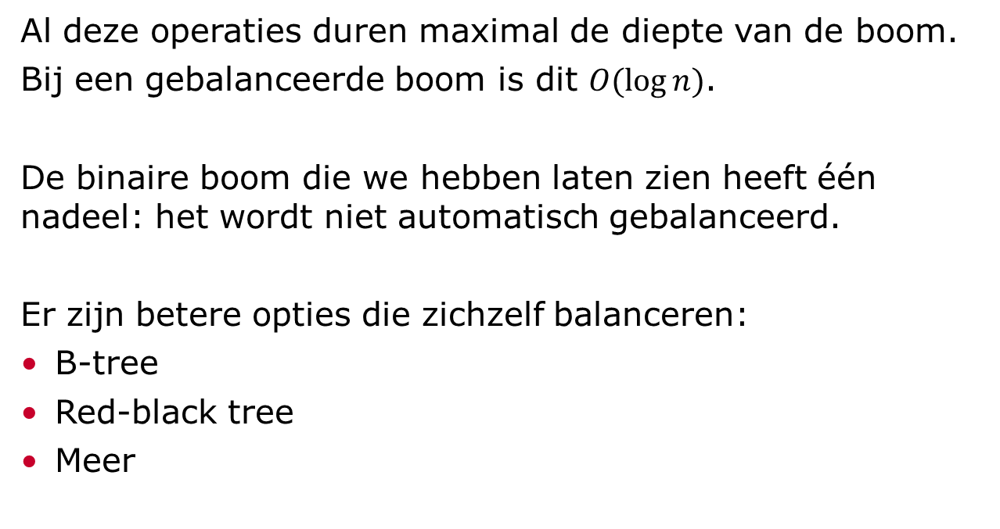 Al deze operaties duren maximal de diepte van de boom.
Bij een gebalanceerde boom is dit O(log n).
De binaire boom die we hebben laten zien heeft één
nadeel: het wordt niet automatisch gebalanceerd.
Er zijn betere opties die zichzelf balanceren:
• B-tree
• Red-black tree
• Meer